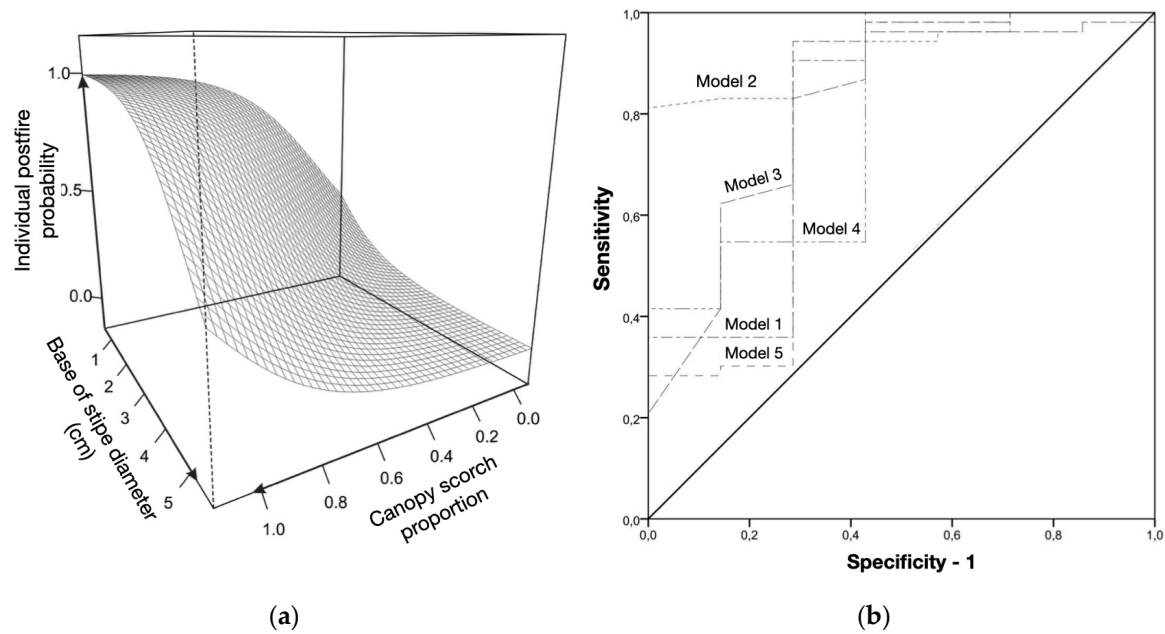 Individual postfire
probability
1.0
0.5
0.0
Base of stipe diameter
(cm)
1
2
3
4
5
Canopy scorch
proportion
1.0
0.8
0.6
0.4
0.2
0.0
(a)
Sensitivity
1,0
0,8
0,6
0,4
0,2
0,0
Model 2
Model 3
Model 4
Model 1
Model 5
0,0
0,2
0,4
0,6
0,8
1,0
Specificity - 1
(b)